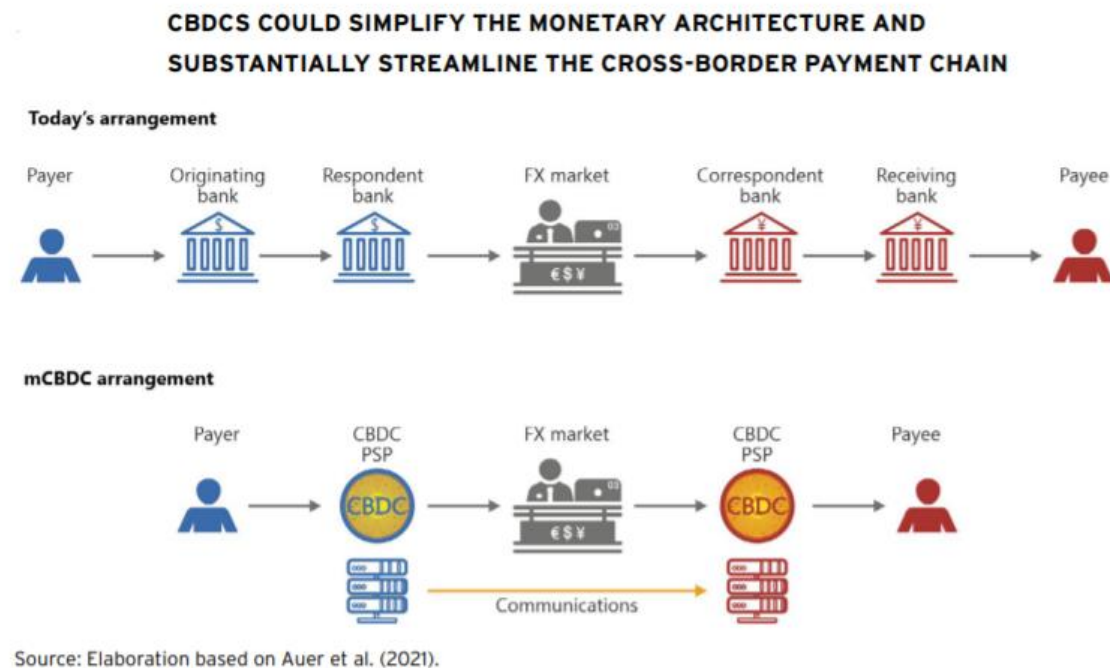 CBDCS COULD SIMPLIFY THE MONETARY ARCHITECTURE AND
SUBSTANTIALLY STREAMLINE THE CROSS-BORDER PAYMENT CHAIN
Today's arrangement
Payer
Originating
bank
Respondent
bank
FX market
Correspondent
bank
Receiving
bank
Payee
$
$
03
€$¥
¥
¥
mCBDC arrangement
Payer
CBDC
PSP
FX market
CBDC
PSP
Payee
CBDC
03
€$¥
CBDC
Communications
Source: Elaboration based on Auer et al. (2021).